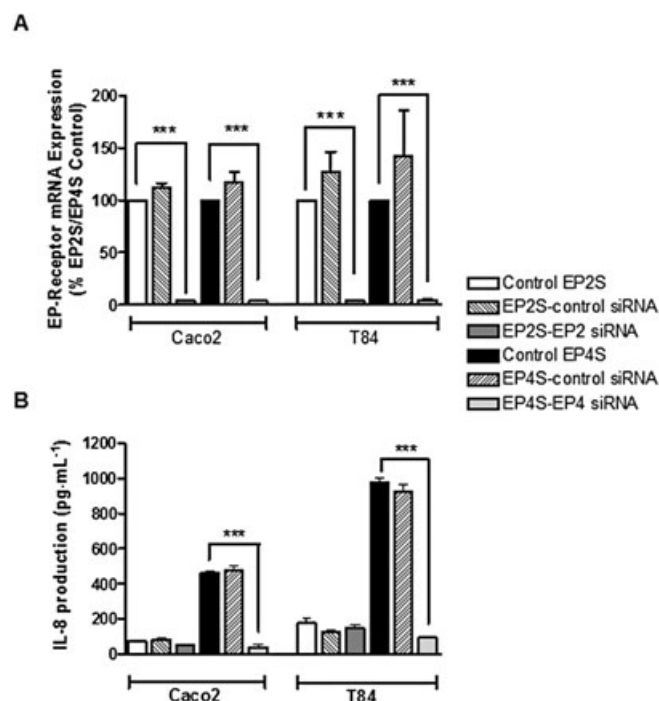 A
EP-Receptor mRNA Expression
(% EP2S/EP4S Control)
200
150
100
50
0
***
***
***
***
Caco2
T84
Control EP2S
EP2S-control siRNA
EP2S-EP2 siRNA
Control EP4S
EP4S-control siRNA
EP4S-EP4 siRNA
B
IL-8 production (pg·mL⁻¹)
1200
1000
800
600
400
200
0
***
***
Caco2
T84